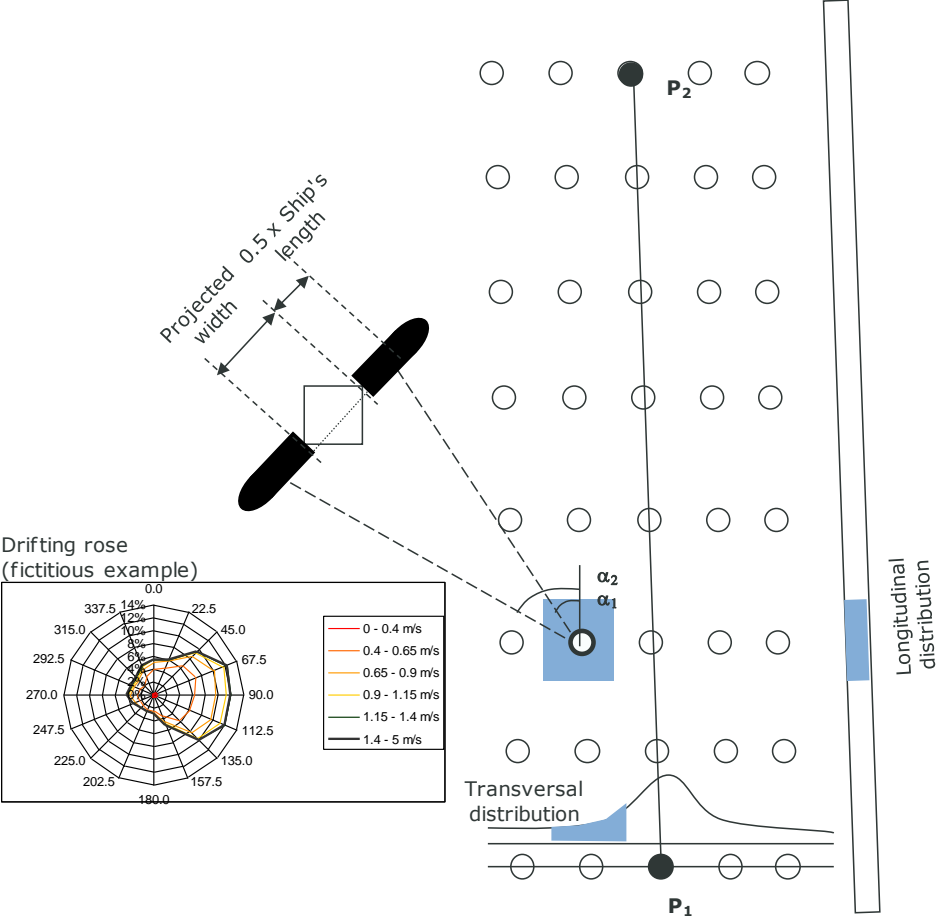 P2
0.5 x Ship's
length
Projected
width
α2
α1
Longitudinal
distribution
Drifting rose
(fictitious example)
0.0
22.5
45.0
67.5
90.0
112.5
135.0
157.5
180.0
202.5
225.0
247.5
270.0
292.5
315.0
337.5
14%
12%
10%
8%
6%
4%
2%
0%
0 - 0.4 m/s
0.4 - 0.65 m/s
0.65 - 0.9 m/s
0.9 - 1.15 m/s
1.15 - 1.4 m/s
1.4 - 5 m/s
Transversal
distribution
P1